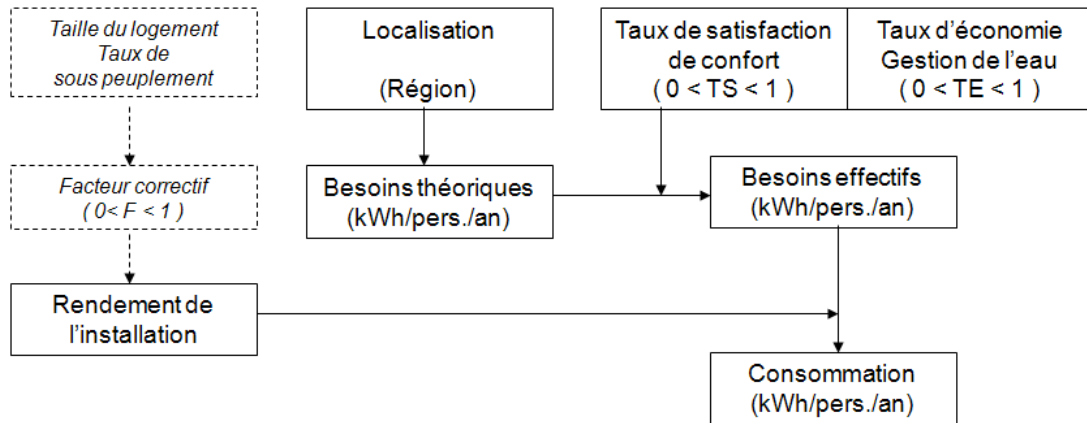 Taille du logement
Taux de
sous peuplement
Localisation
(Région)
Taux de satisfaction
de confort
( 0 < TS < 1 )
Taux d'économie
Gestion de l'eau
( 0 < TE < 1 )
Facteur correctif
( 0< F < 1 )
Besoins théoriques
(kWh/pers./an)
Besoins effectifs
(kWh/pers./an)
Rendement de
l'installation
Consommation
(kWh/pers./an)